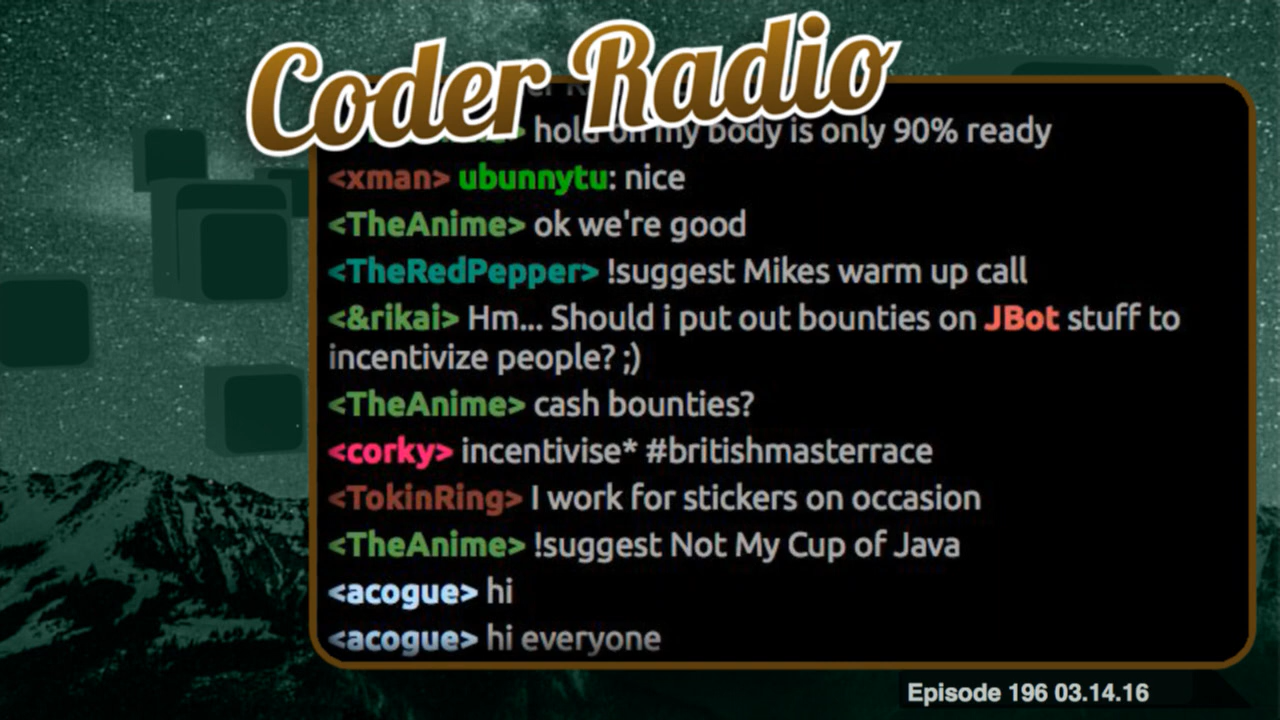 Coder Radio
hold on my body is only 90% ready
<xman> ubunnytu: nice
<TheAnime> ok we're good
<TheRedPepper> !suggest Mikes warm up call
<&rikai> Hm... Should i put out bounties on JBot stuff to
incentivize people? ;)
<TheAnime> cash bounties?
<corky> incentivise* #britishmasterrace
<TokinRing> I work for stickers on occasion
<TheAnime> !suggest Not My Cup of Java
<acogue> hi
<acogue> hi everyone
Episode 196 03.14.16